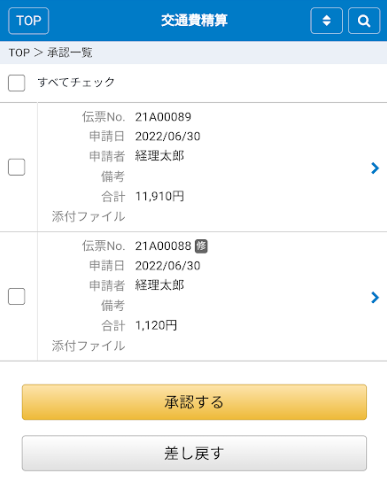 TOP 交通費精算
TOP ＞ 承認一覧
すべてチェック
伝票No. 21A00089
申請日 2022/06/30
申請者 経理太郎
備考
合計 11,910円
添付ファイル
伝票No. 21A00088 修
申請日 2022/06/30
申請者 経理太郎
備考
合計 1,120円
添付ファイル
承認する
差し戻す